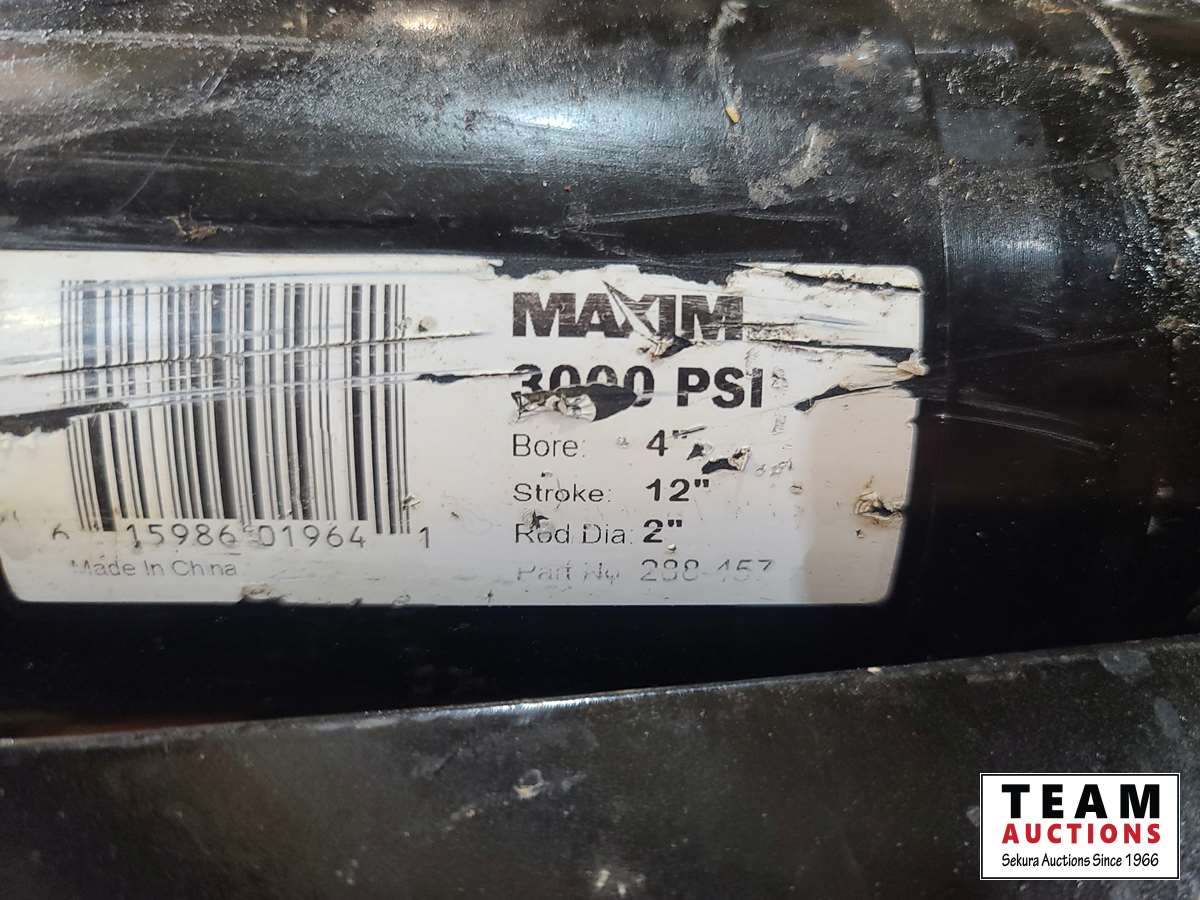 MAXIM
3000 PSI
Bore: 4"
Stroke: 12"
Rod Dia: 2"
Part No. 288-457
6 15986 01964 1
Made In China
TEAM
AUCTIONS
Sekura Auctions Since 1966